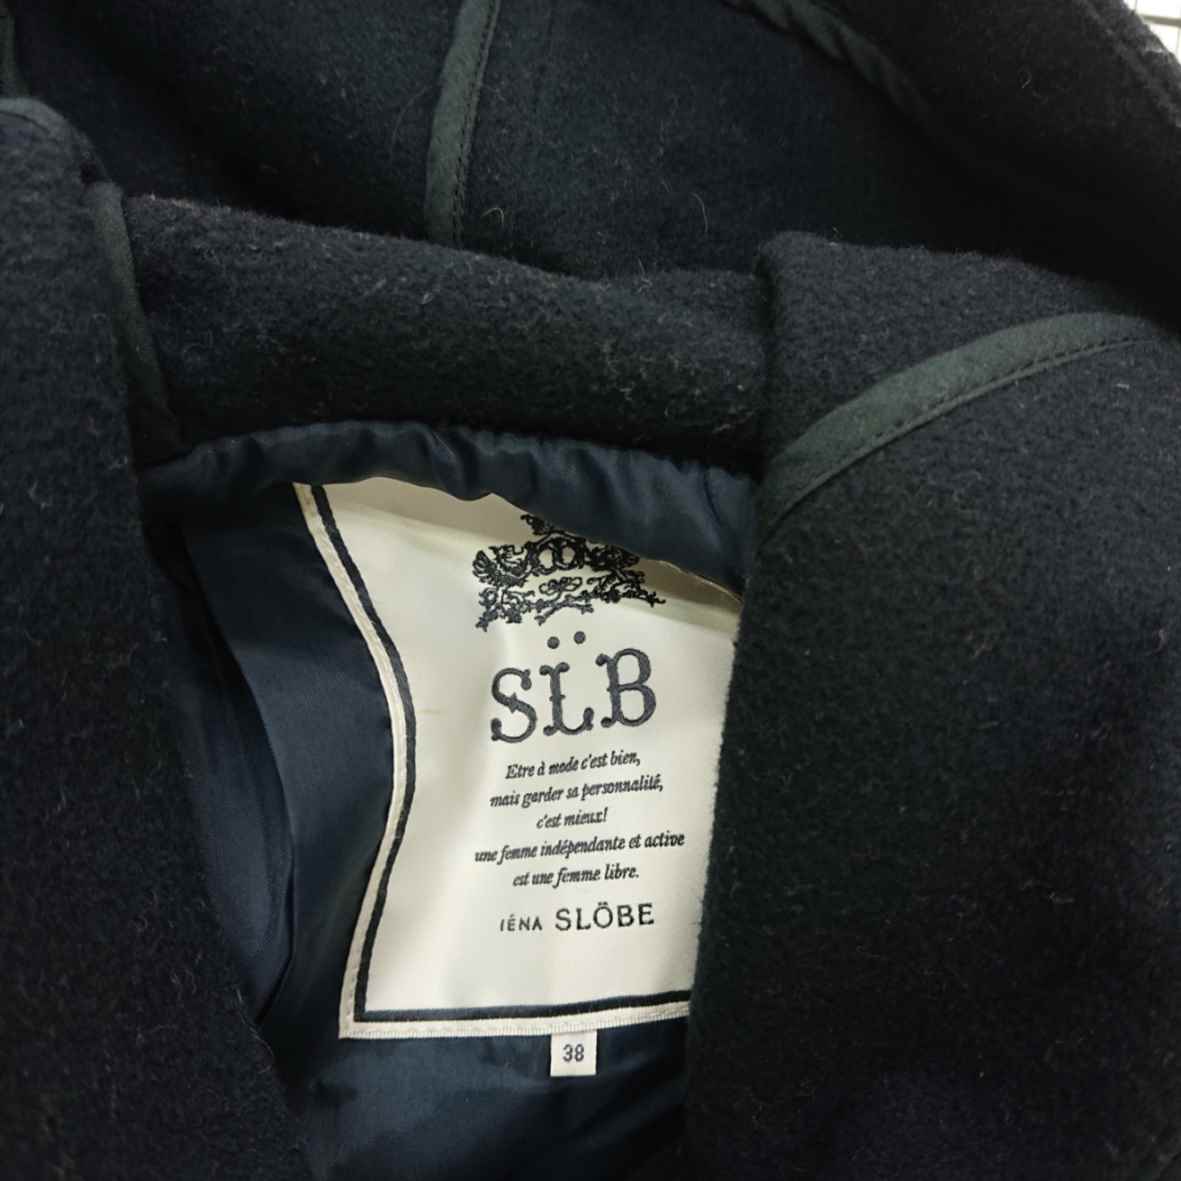 SL̈B
Etre à mode c'est bien,
mais garder sa personnalité,
c'est mieux!
une femme indépendante et active
est une femme libre.
IÉNA SLÖBE
38